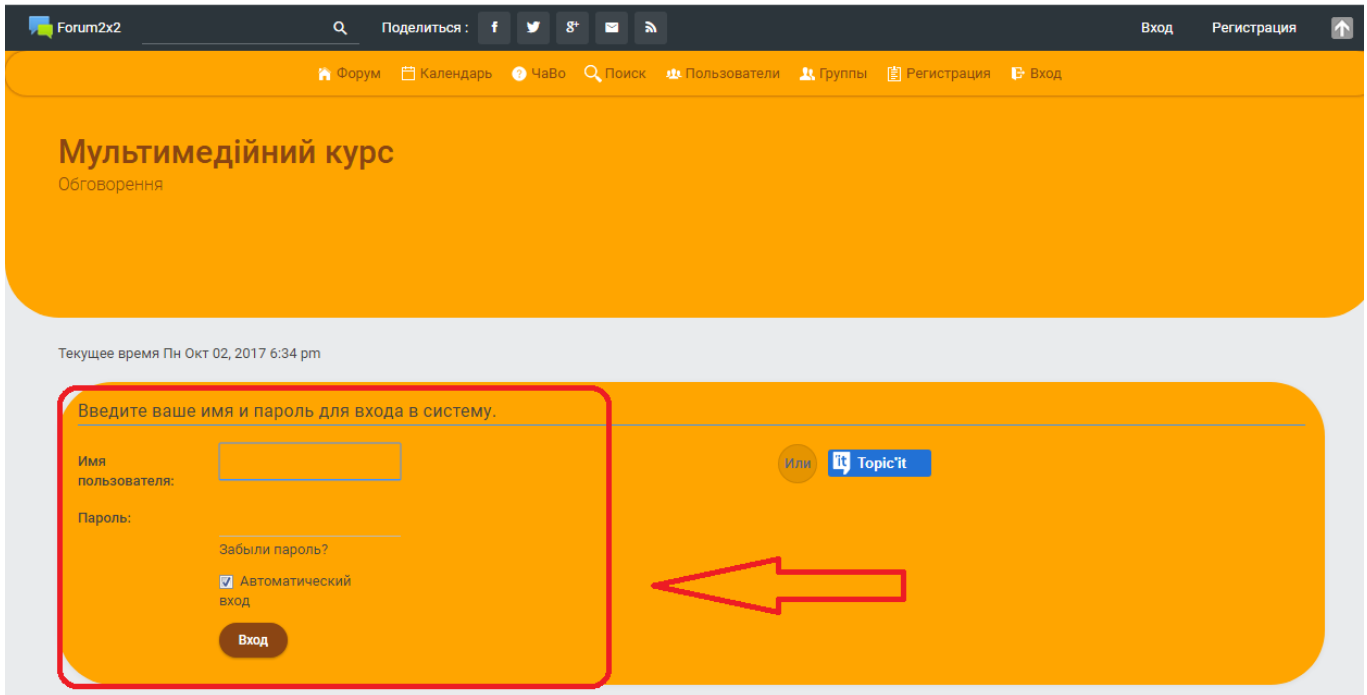 Forum2x2 Поделиться : f 8+ Вход Регистрация
Форум Календарь ? ЧаВо Поиск Пользователи Группы Регистрация Вход
Мультимедійний курс
Обговорення
Текущее время Пн Окт 02, 2017 6:34 pm
Введите ваше имя и пароль для входа в систему.
Имя
пользователя:
Или it Topic'it
Пароль:
Забыли пароль?
Автоматический
вход
Вход